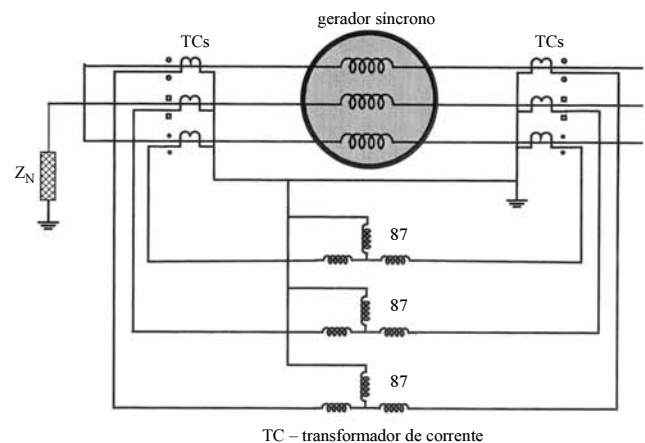 gerador síncrono
TCs
TCs
Z_N
87
87
87
TC – transformador de corrente